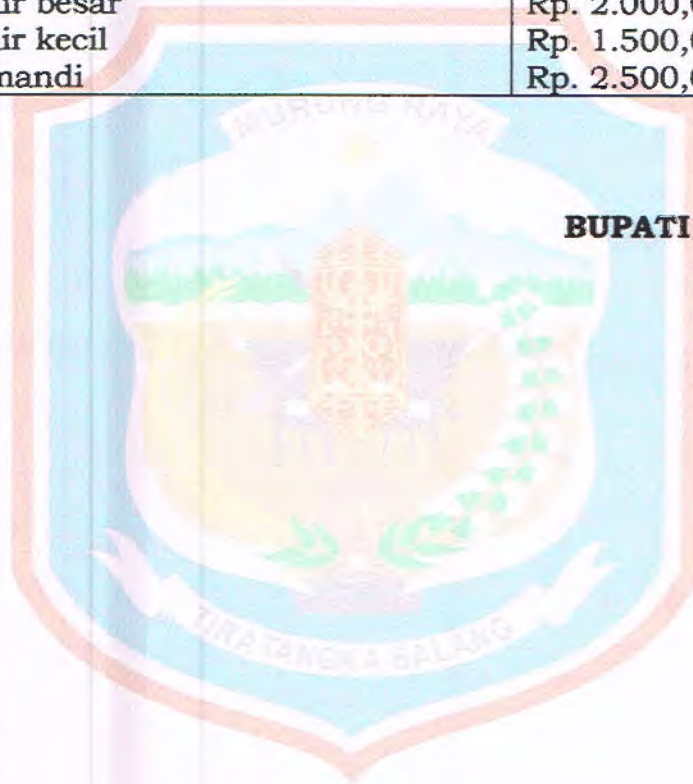 ir besar Rp. 2.000,
ir kecil Rp. 1.500,
mandi Rp. 2.500,
MURUNG RAYA
BUPATI
TIRA TANGKA BALANG